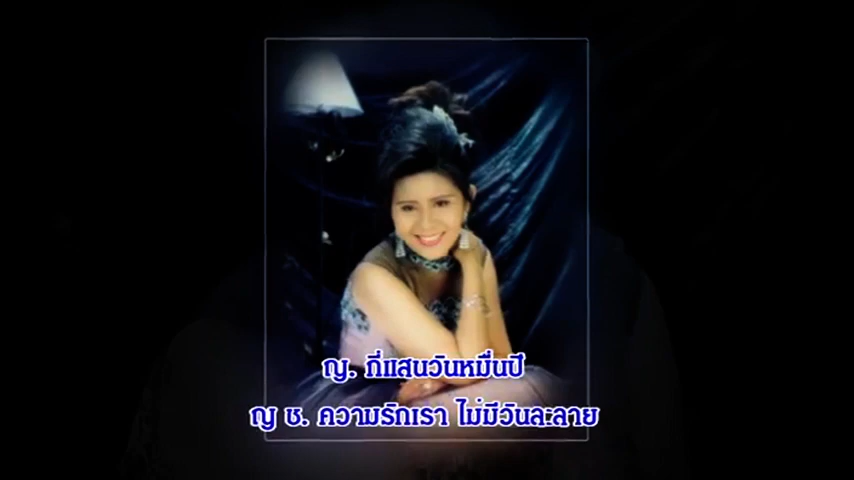 ญ. กี่แสนวันหมื่นปี
ญ ช. ความรักเรา ไม่มีวันละลาย